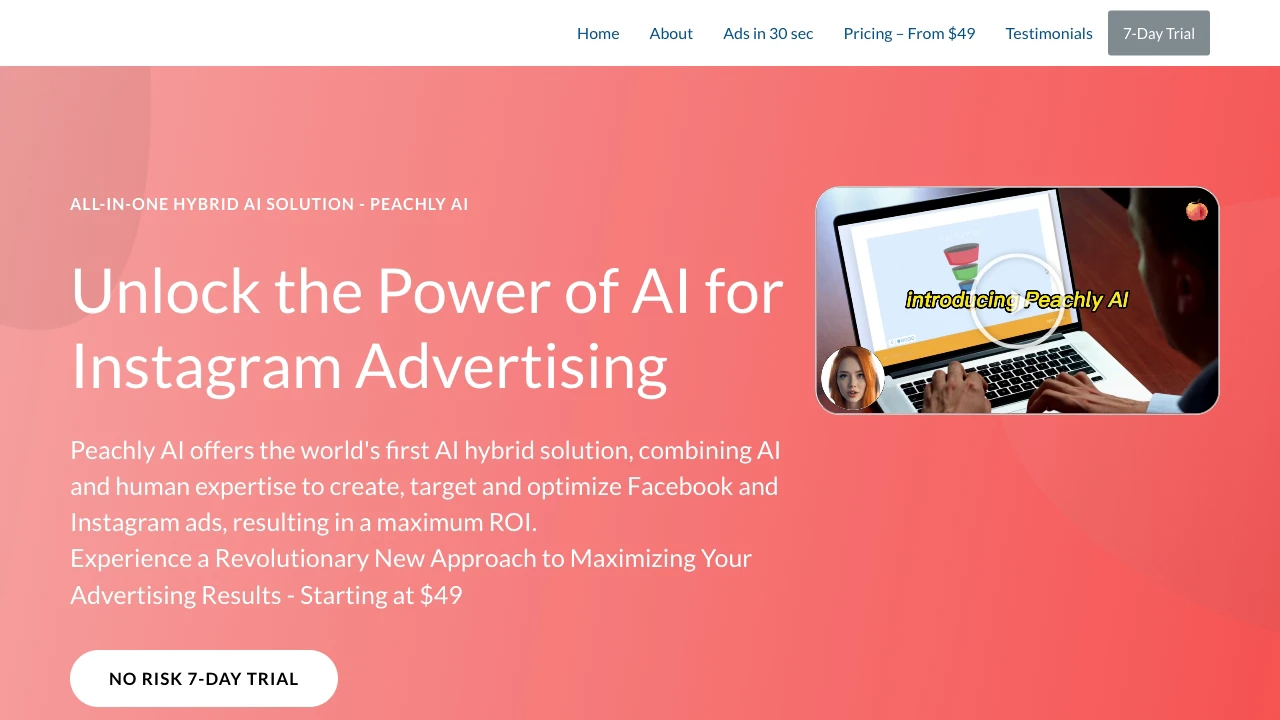 Home
About
Ads in 30 sec
Pricing – From $49
Testimonials
7-Day Trial
ALL-IN-ONE HYBRID AI SOLUTION - PEACHLY AI
Unlock the Power of AI for
Instagram Advertising
introducing Peachly AI
Peachly AI offers the world's first AI hybrid solution, combining AI
and human expertise to create, target and optimize Facebook and
Instagram ads, resulting in a maximum ROI.
Experience a Revolutionary New Approach to Maximizing Your
Advertising Results - Starting at $49
NO RISK 7-DAY TRIAL